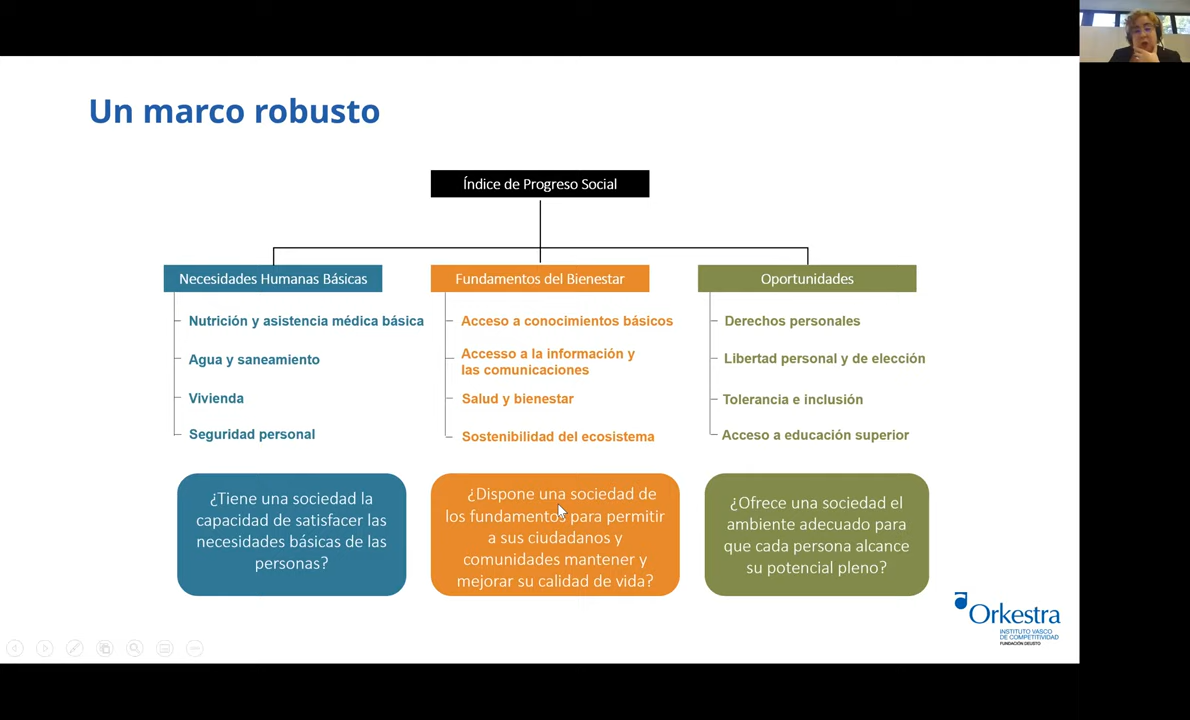 Un marco robusto
Índice de Progreso Social
Necesidades Humanas Básicas
Nutrición y asistencia médica básica
Agua y saneamiento
Vivienda
Seguridad personal
¿Tiene una sociedad la
capacidad de satisfacer las
necesidades básicas de las
personas?
Fundamentos del Bienestar
Acceso a conocimientos básicos
Accesso a la información y
las comunicaciones
Salud y bienestar
Sostenibilidad del ecosistema
¿Dispone una sociedad de
los fundamentos para permitir
a sus ciudadanos y
comunidades mantener y
mejorar su calidad de vida?
Oportunidades
Derechos personales
Libertad personal y de elección
Tolerancia e inclusión
Acceso a educación superior
¿Ofrece una sociedad el
ambiente adecuado para
que cada persona alcance
su potencial pleno?
Orkestra
INSTITUTO VASCO
DE COMPETITIVIDAD
FUNDACIÓN DEUSTO